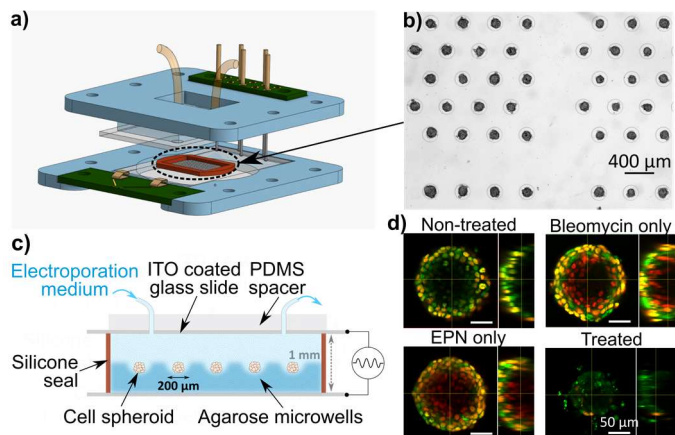 a)
b)
400 µm
c)
Electroporation
medium
ITO coated
glass slide
PDMS
spacer
Silicone
seal
1 mm
200 µm
Cell spheroid
Agarose microwells
d)
Non-treated
Bleomycin only
EPN only
Treated
50 µm